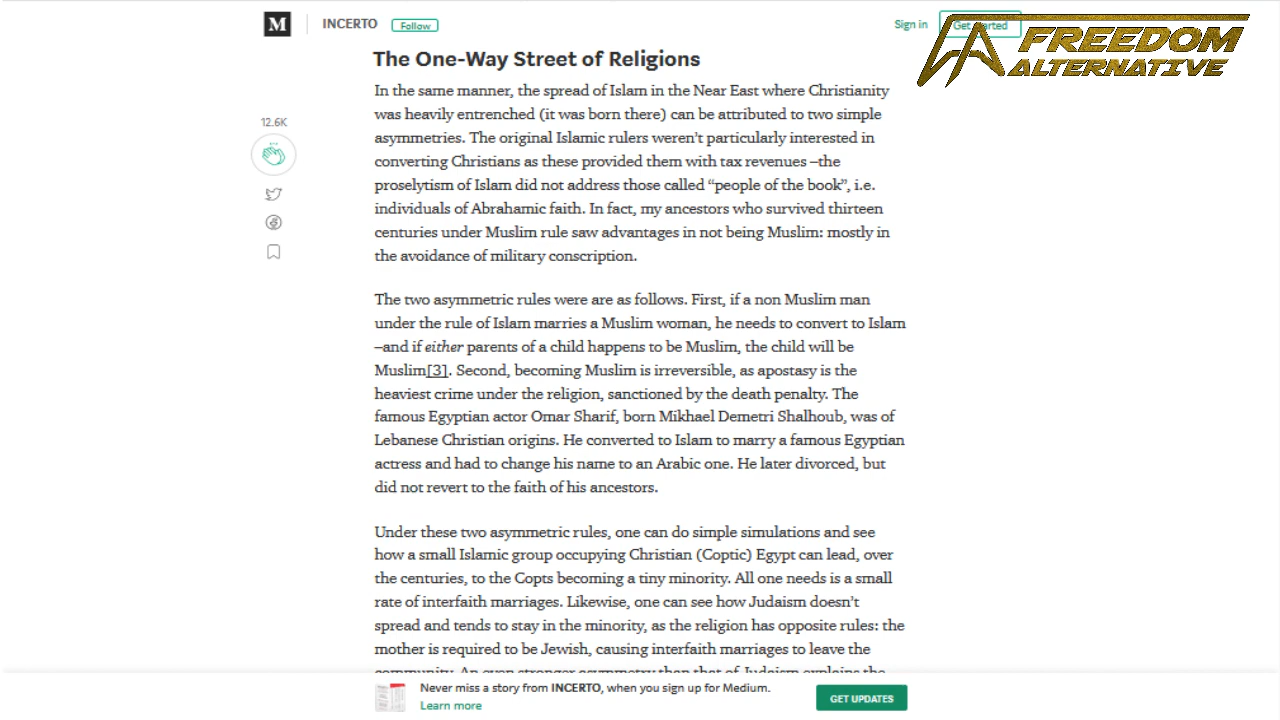 M
INCERTO
Follow
Sign in
Get started
FREEDOM
ALTERNATIVE
The One-Way Street of Religions
In the same manner, the spread of Islam in the Near East where Christianity
was heavily entrenched (it was born there) can be attributed to two simple
asymmetries. The original Islamic rulers weren’t particularly interested in
converting Christians as these provided them with tax revenues –the
proselytism of Islam did not address those called “people of the book”, i.e.
individuals of Abrahamic faith. In fact, my ancestors who survived thirteen
centuries under Muslim rule saw advantages in not being Muslim: mostly in
the avoidance of military conscription.
12.6K
The two asymmetric rules were are as follows. First, if a non Muslim man
under the rule of Islam marries a Muslim woman, he needs to convert to Islam
–and if either parents of a child happens to be Muslim, the child will be
Muslim[3]. Second, becoming Muslim is irreversible, as apostasy is the
heaviest crime under the religion, sanctioned by the death penalty. The
famous Egyptian actor Omar Sharif, born Mikhael Demetri Shalhoub, was of
Lebanese Christian origins. He converted to Islam to marry a famous Egyptian
actress and had to change his name to an Arabic one. He later divorced, but
did not revert to the faith of his ancestors.
Under these two asymmetric rules, one can do simple simulations and see
how a small Islamic group occupying Christian (Coptic) Egypt can lead, over
the centuries, to the Copts becoming a tiny minority. All one needs is a small
rate of interfaith marriages. Likewise, one can see how Judaism doesn’t
spread and tends to stay in the minority, as the religion has opposite rules: the
mother is required to be Jewish, causing interfaith marriages to leave the
community. An even stronger asymmetry than that of Judaism explains the
Never miss a story from INCERTO, when you sign up for Medium.
Learn more
GET UPDATES